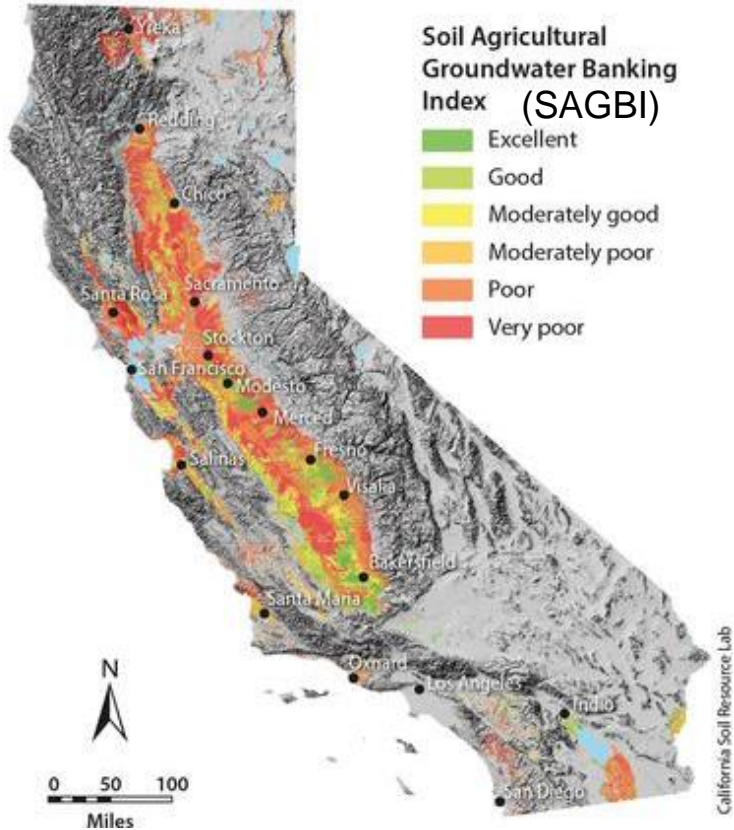 Soil Agricultural
Groundwater Banking
Index (SAGBI)
Excellent
Good
Moderately good
Moderately poor
Poor
Very poor
Yreka
Redding
Chico
Sacramento
Santa Rosa
Stockton
San Francisco
Modesto
Merced
Fresno
Salinas
Visalia
Bakersfield
Santa Maria
Oxnard
Los Angeles
Indio
San Diego
N
0 50 100
Miles
California Soil Resource Lab